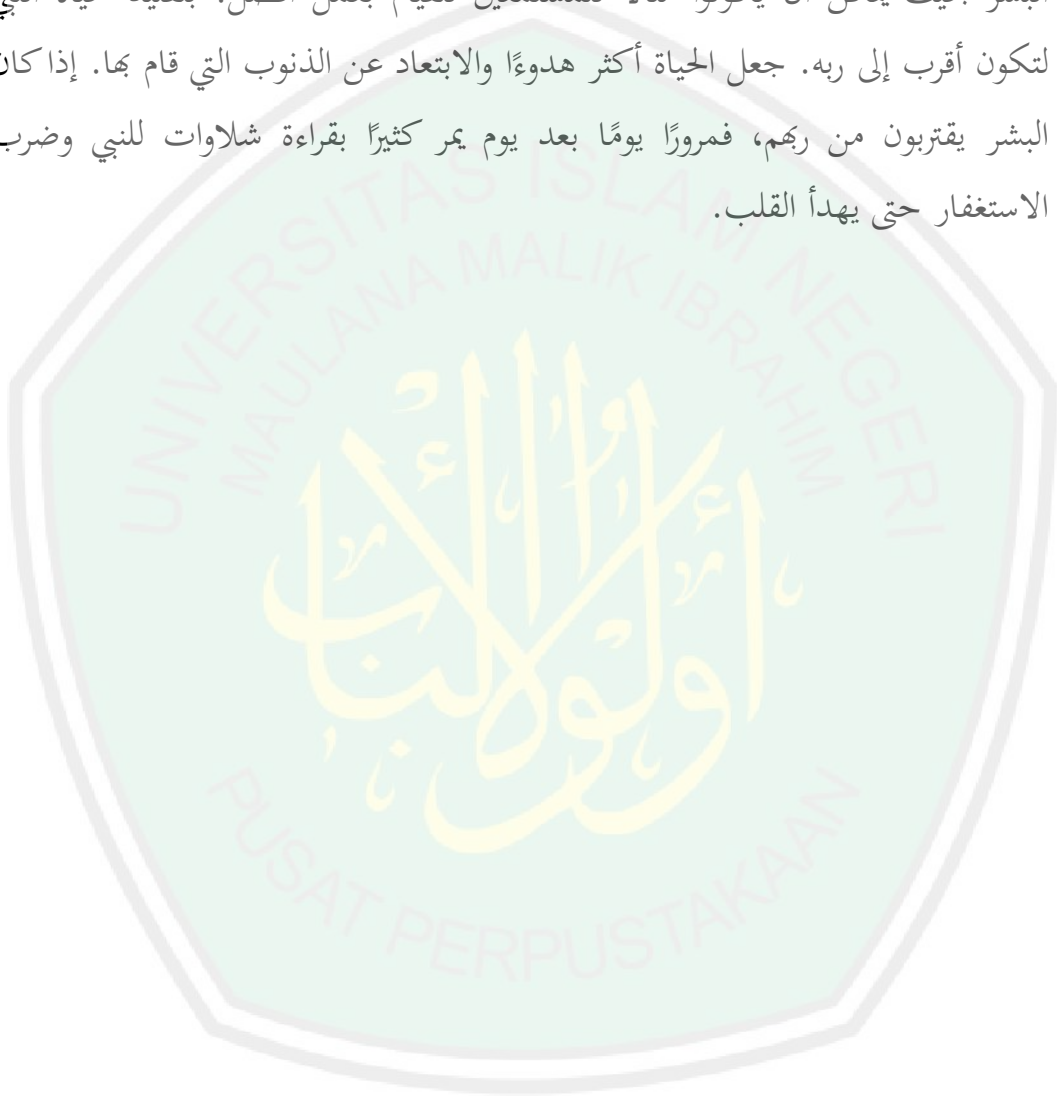 لتكون أقرب إلى ربه. جعل الحياة أكثر هدوءًا والابتعاد عن الذنوب التي قام بها. إذا كان
البشر يقتربون من ربهم، فمرورًا يومًا بعد يوم يمر كثيرًا بقراءة شلاوات للنبي وضرب
الاستغفار حتى يهدأ القلب.
UNIVERSITAS ISLAM NEGERI
MAULANA MALIK IBRAHIM
أولوا الألباب
PUSAT PERPUSTAKAAN